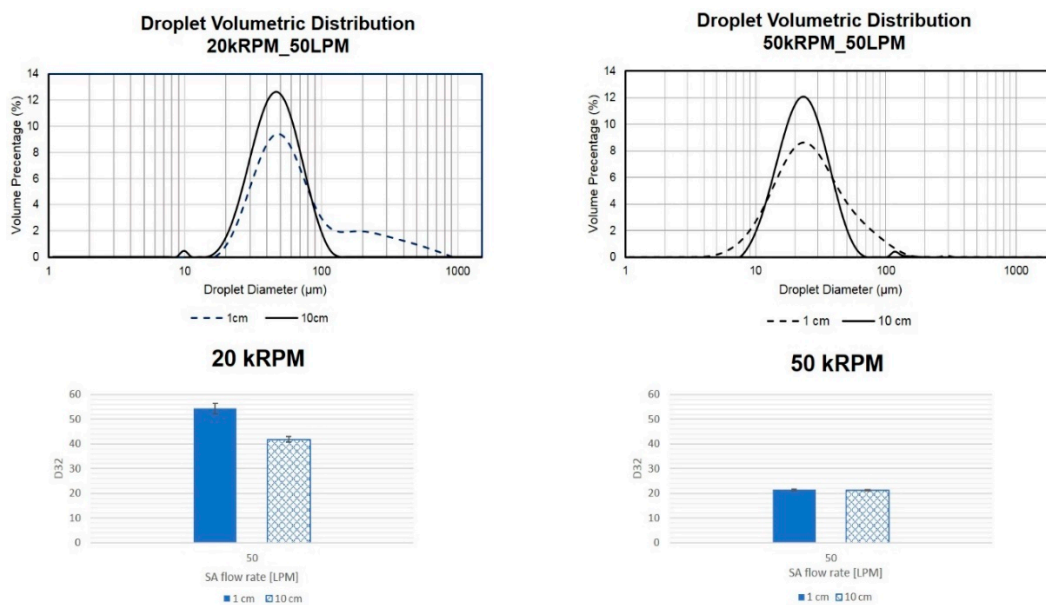 Droplet Volumetric Distribution
20kRPM_50LPM
Volume Precentage (%)
14
12
10
8
6
4
2
0
1
10
100
1000
Droplet Diameter (µm)
1cm
10cm
Droplet Volumetric Distribution
50kRPM_50LPM
Volume Precentage (%)
14
12
10
8
6
4
2
0
1
10
100
1000
Droplet Diameter (µm)
1 cm
10 cm
20 kRPM
D32
60
50
40
30
20
10
0
50
SA flow rate [LPM]
1 cm
10 cm
50 kRPM
D32
60
50
40
30
20
10
0
50
SA flow rate [LPM]
1 cm
10 cm